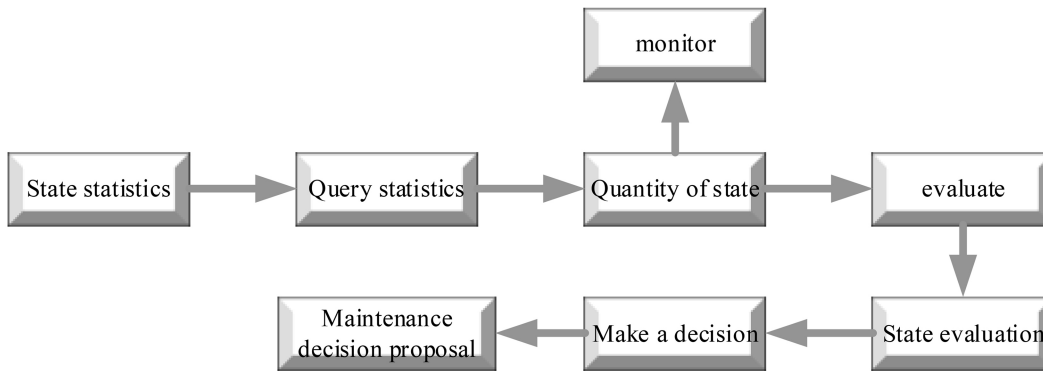 monitor
State statistics
Query statistics
Quantity of state
evaluate
Maintenance
decision proposal
Make a decision
State evaluation